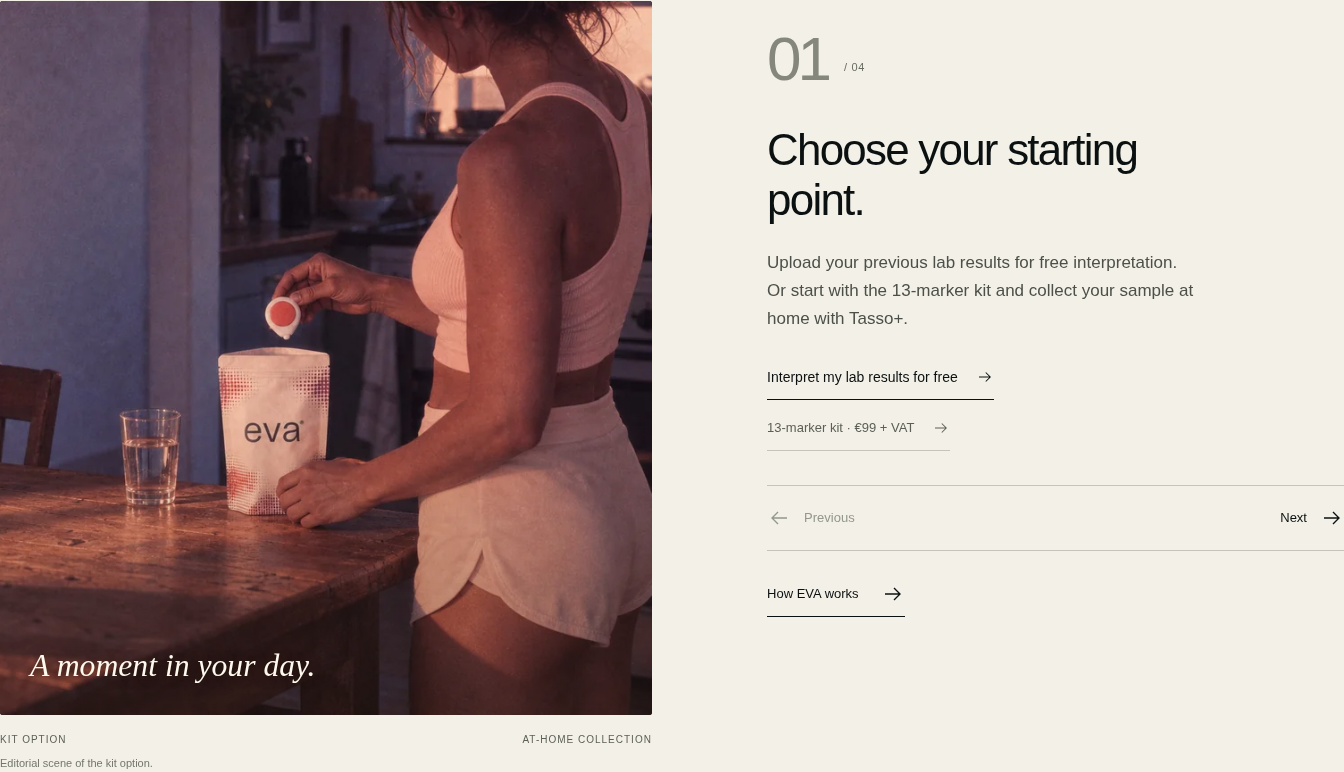 eva
A moment in your day.
KIT OPTION
AT-HOME COLLECTION
Editorial scene of the kit option.
01 / 04
Choose your starting
point.
Upload your previous lab results for free interpretation.
Or start with the 13-marker kit and collect your sample at
home with Tasso+.
Interpret my lab results for free
13-marker kit · €99 + VAT
Previous
Next
How EVA works